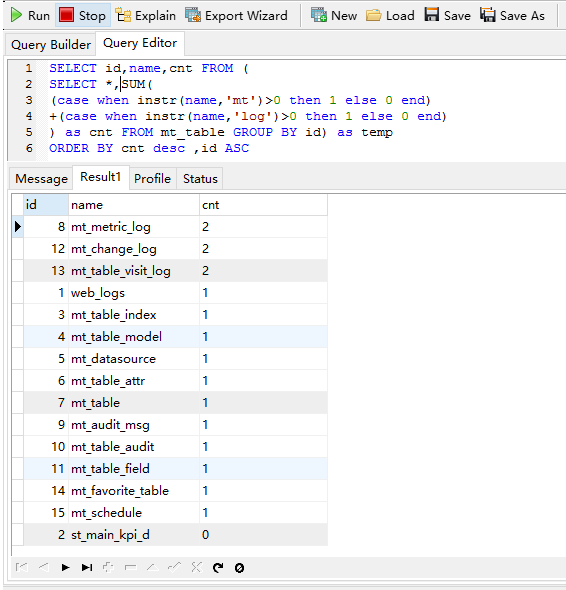 Run Stop Explain Export Wizard New Load Save Save As
Query Builder Query Editor
1 SELECT id,name,cnt FROM (
2 SELECT *,SUM(
3 (case when instr(name,'mt')>0 then 1 else 0 end)
4 +(case when instr(name,'log')>0 then 1 else 0 end)
5 ) as cnt FROM mt_table GROUP BY id) as temp
6 ORDER BY cnt desc ,id ASC
Message Result1 Profile Status
id name cnt
8 mt_metric_log 2
12 mt_change_log 2
13 mt_table_visit_log 2
1 web_logs 1
3 mt_table_index 1
4 mt_table_model 1
5 mt_datasource 1
6 mt_table_attr 1
7 mt_table 1
9 mt_audit_msg 1
10 mt_table_audit 1
11 mt_table_field 1
14 mt_favorite_table 1
15 mt_schedule 1
2 st_main_kpi_d 0